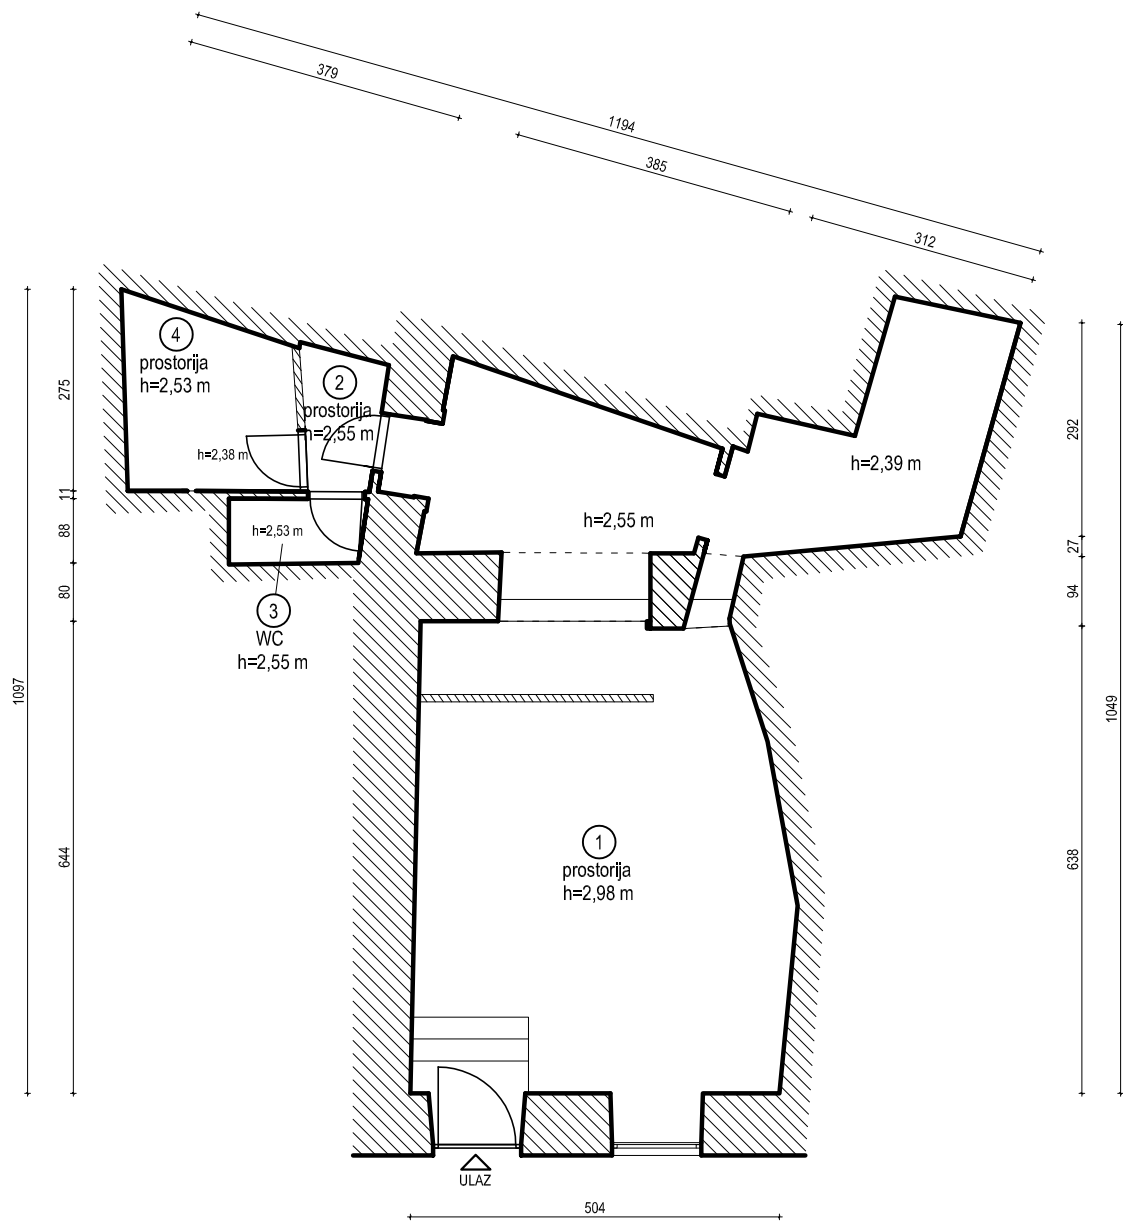 379
1194
385
312
4
prostorija
h=2,53 m
2
prostorija
h=2,55 m
275
h=2,38 m
292
h=2,39 m
11
h=2,55 m
88
h=2,53 m
27
80
94
3
WC
h=2,55 m
1097
1049
1
prostorija
h=2,98 m
644
638
ULAZ
504